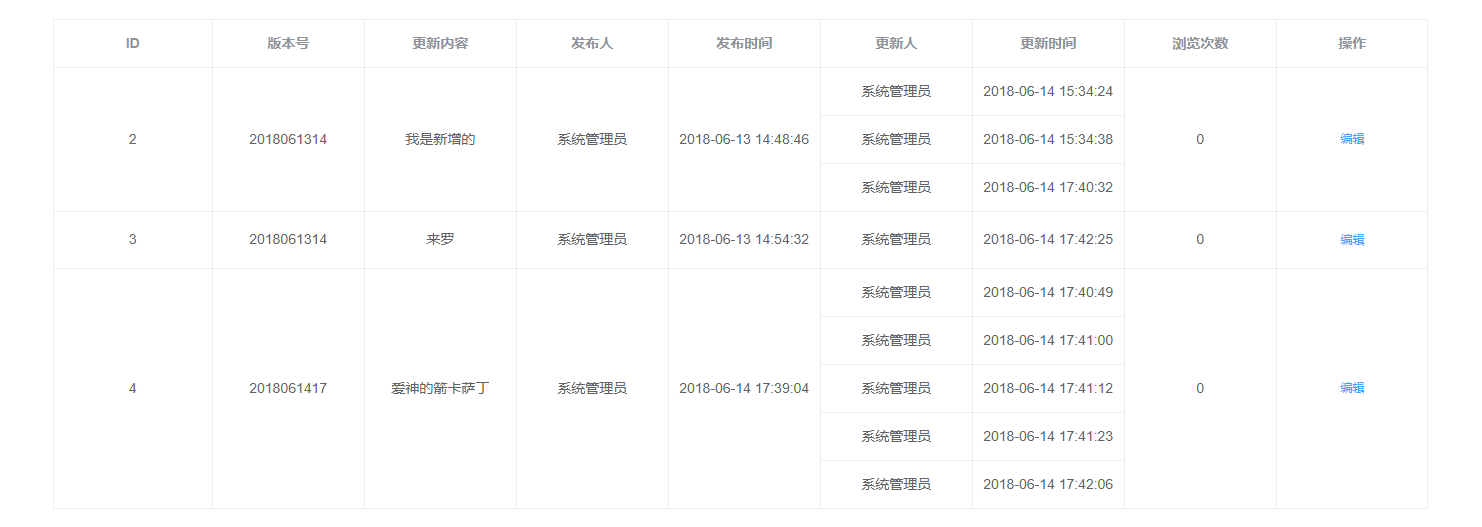 ID 版本号 更新内容 发布人 发布时间 更新人 更新时间 浏览次数 操作
系统管理员 2018-06-14 15:34:24
2 2018061314 我是新增的 系统管理员 2018-06-13 14:48:46 系统管理员 2018-06-14 15:34:38 0 编辑
系统管理员 2018-06-14 17:40:32
3 2018061314 来罗 系统管理员 2018-06-13 14:54:32 系统管理员 2018-06-14 17:42:25 0 编辑
系统管理员 2018-06-14 17:40:49
系统管理员 2018-06-14 17:41:00
4 2018061417 爱神的箭卡萨丁 系统管理员 2018-06-14 17:39:04 系统管理员 2018-06-14 17:41:12 0 编辑
系统管理员 2018-06-14 17:41:23
系统管理员 2018-06-14 17:42:06